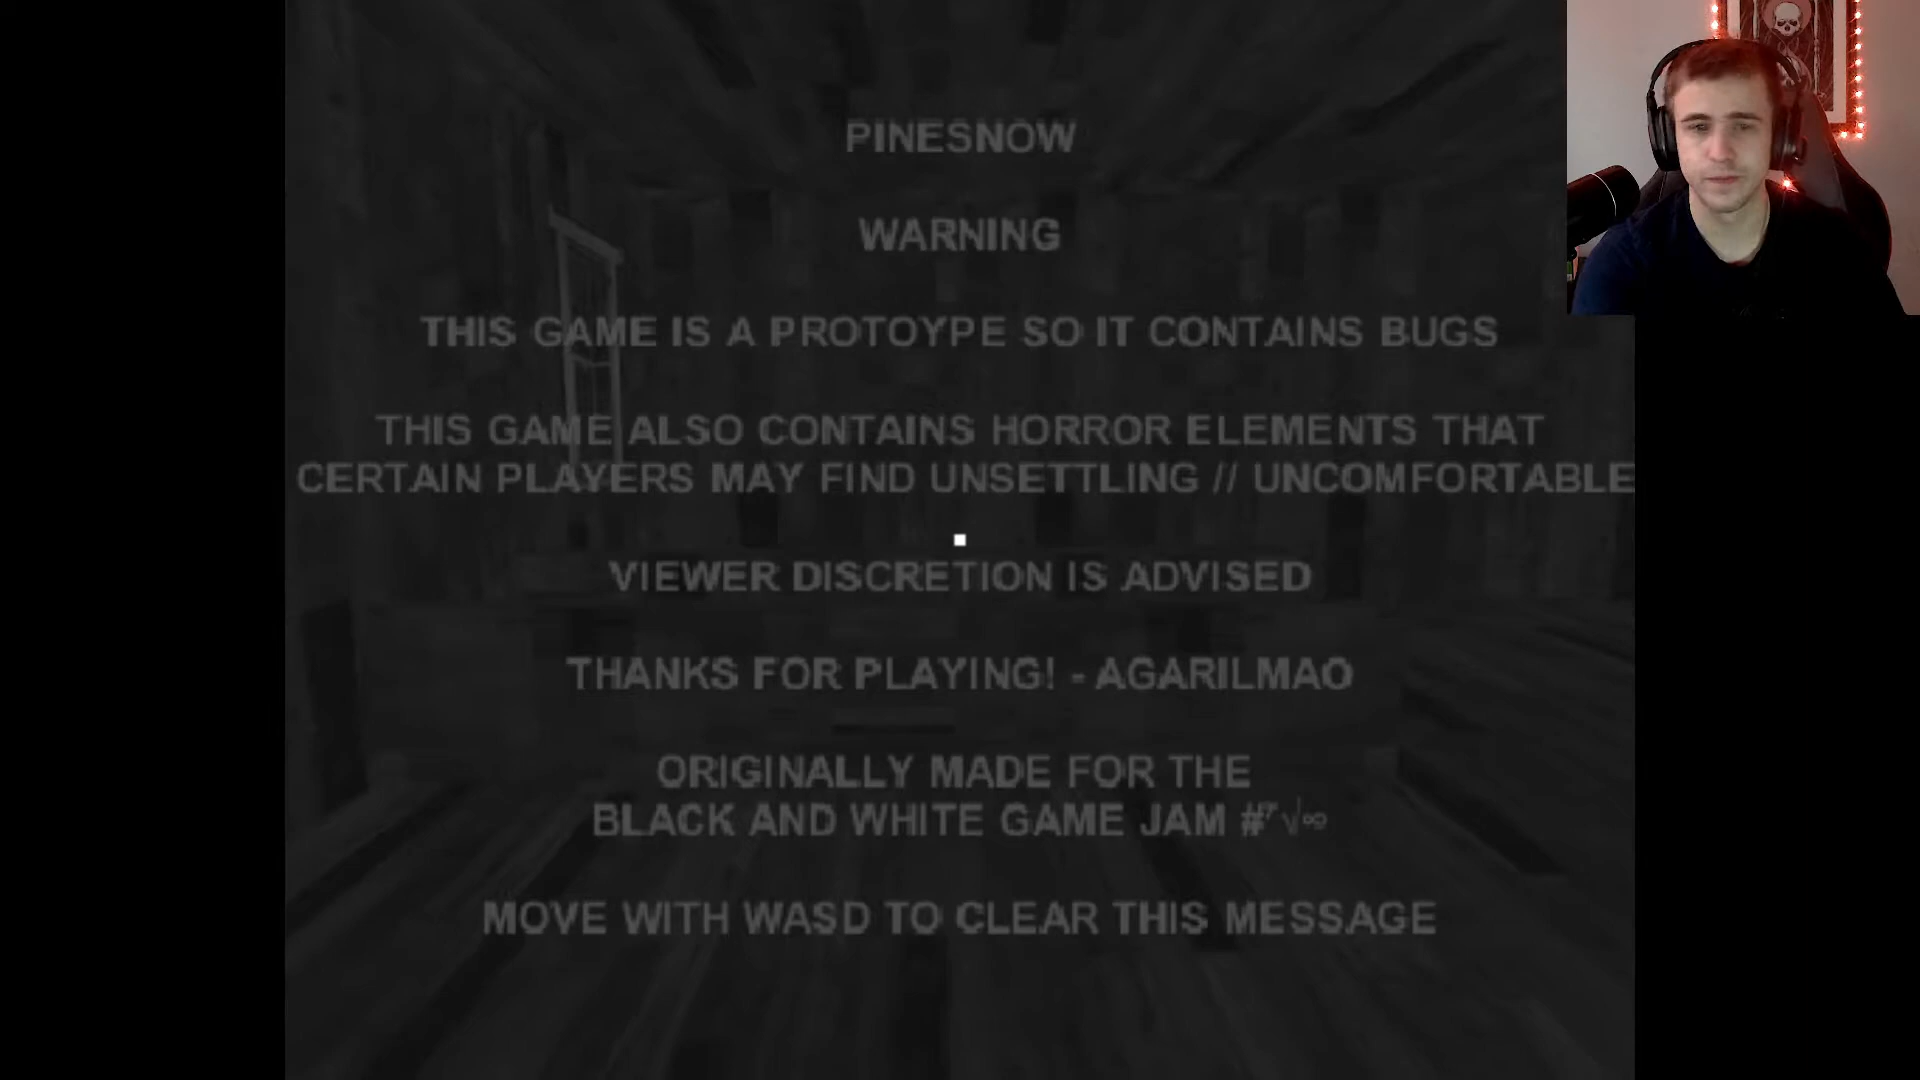 PINESNOW
WARNING
THIS GAME IS A PROTOYPE SO IT CONTAINS BUGS
THIS GAME ALSO CONTAINS HORROR ELEMENTS THAT
CERTAIN PLAYERS MAY FIND UNSETTLING // UNCOMFORTABLE
VIEWER DISCRETION IS ADVISED
THANKS FOR PLAYING! - AGARILMAO
ORIGINALLY MADE FOR THE
BLACK AND WHITE GAME JAM #
MOVE WITH WASD TO CLEAR THIS MESSAGE